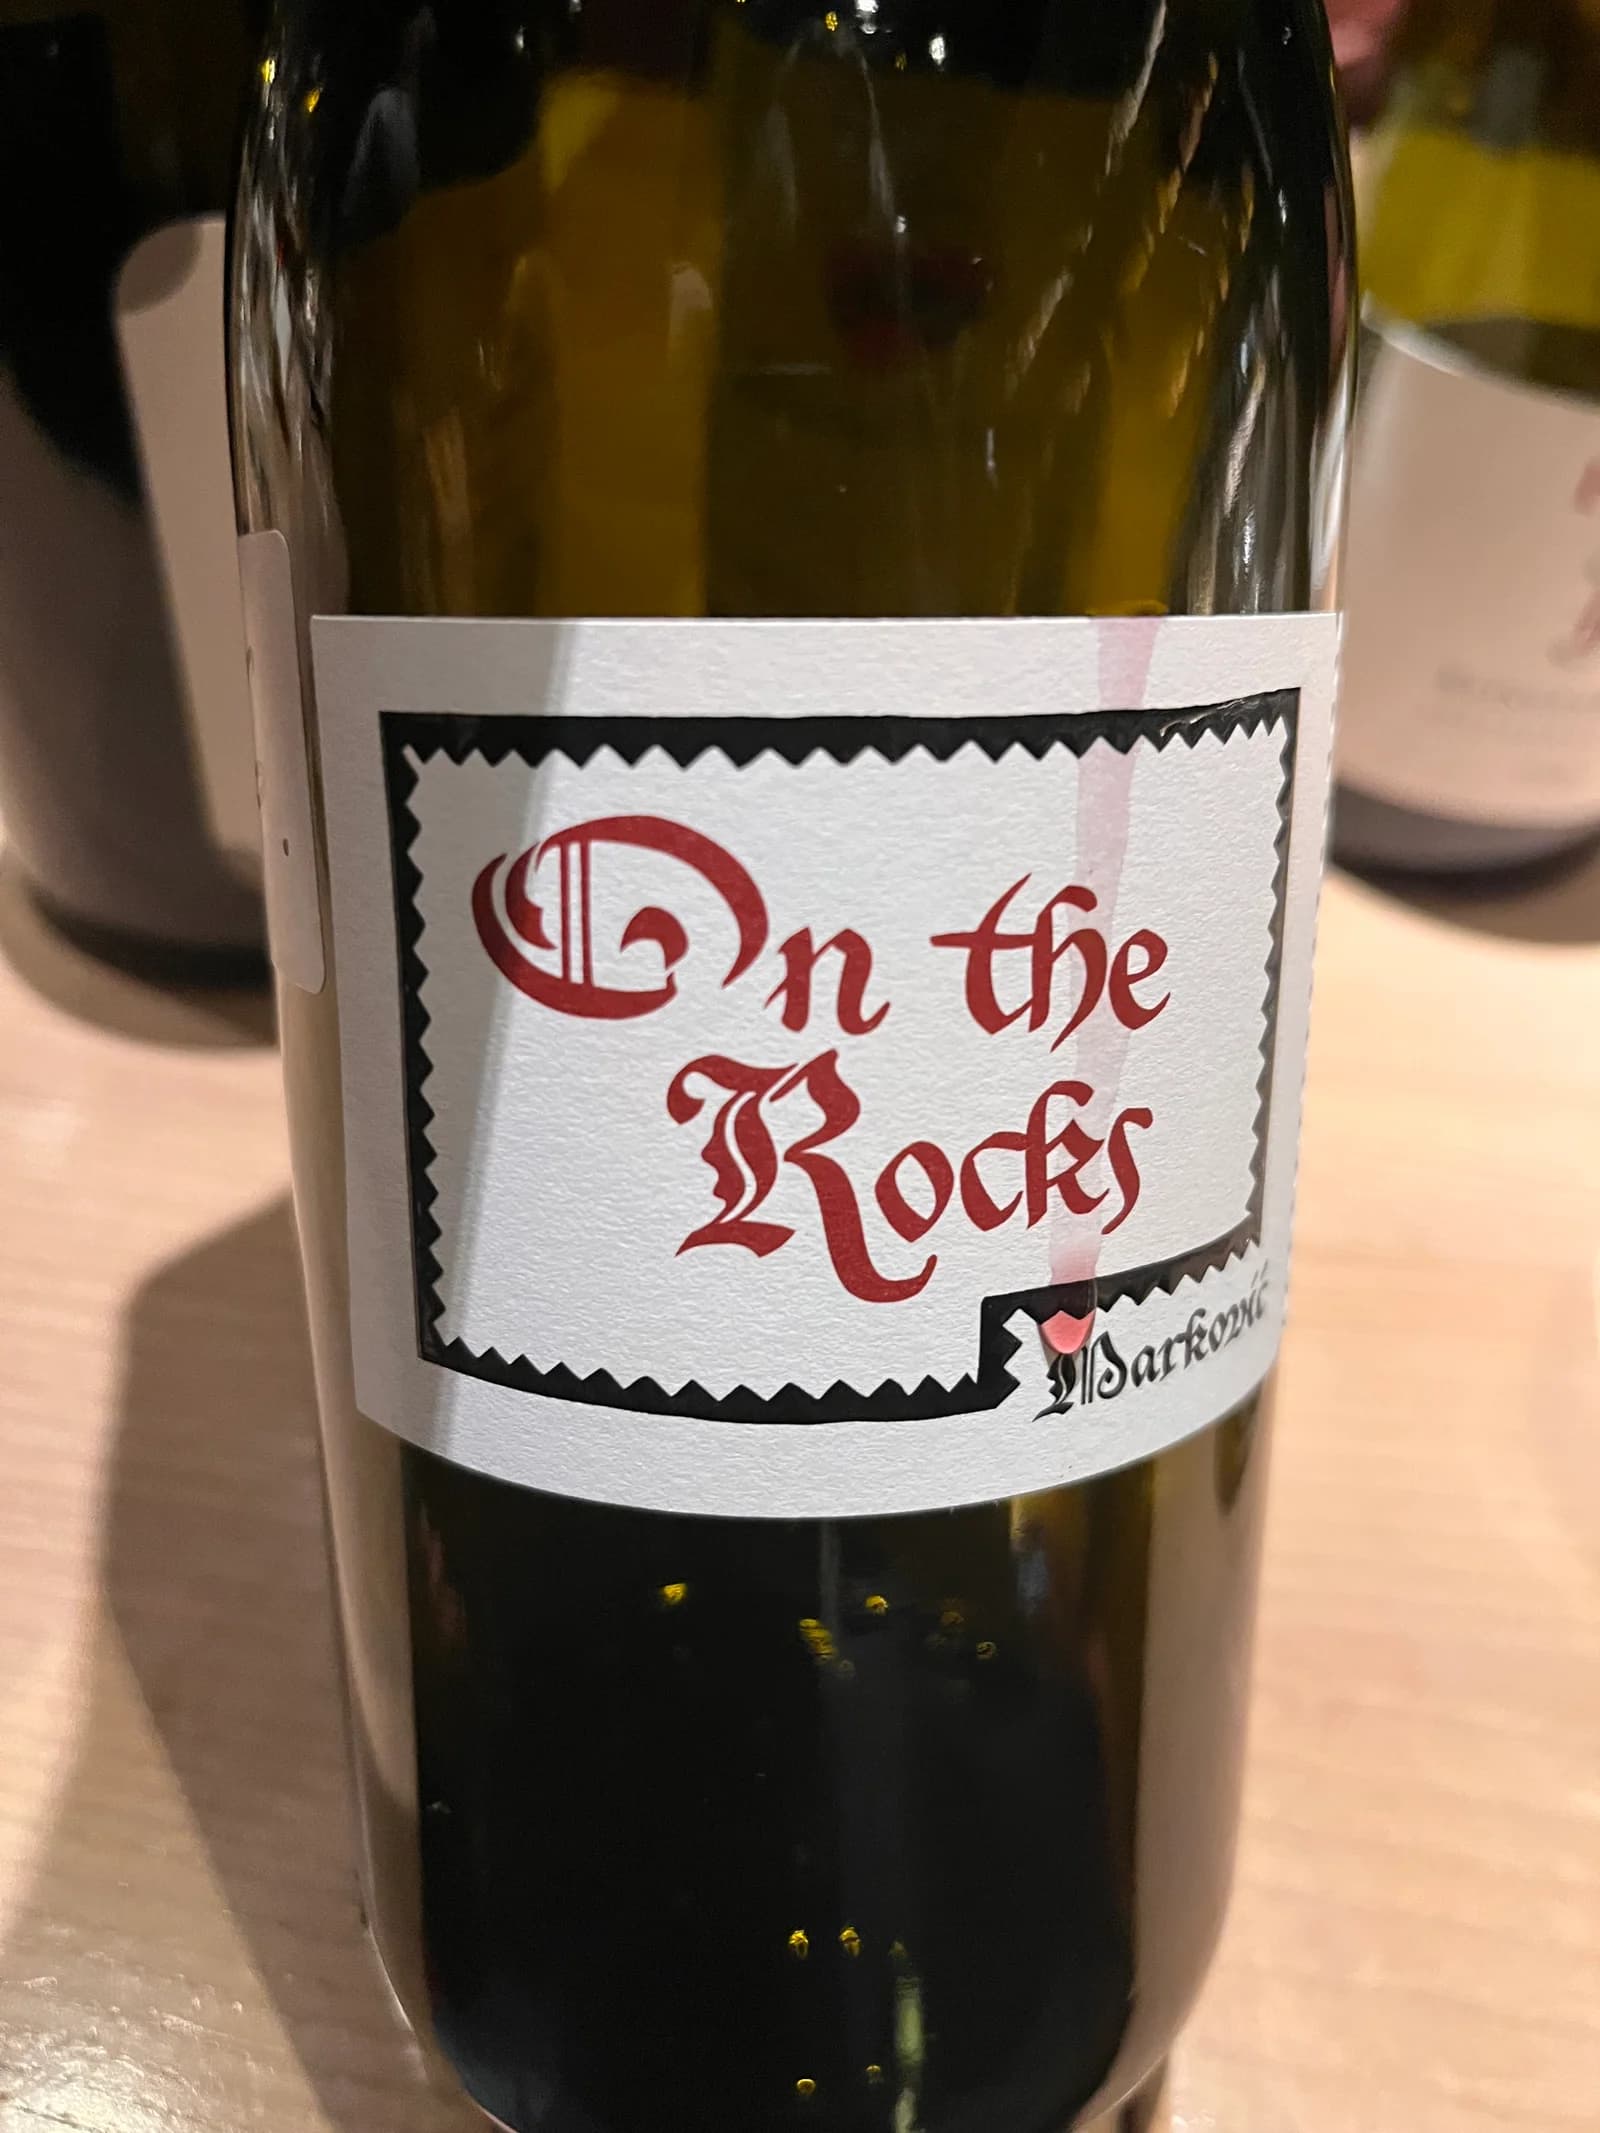 On the
Rocks
Marković